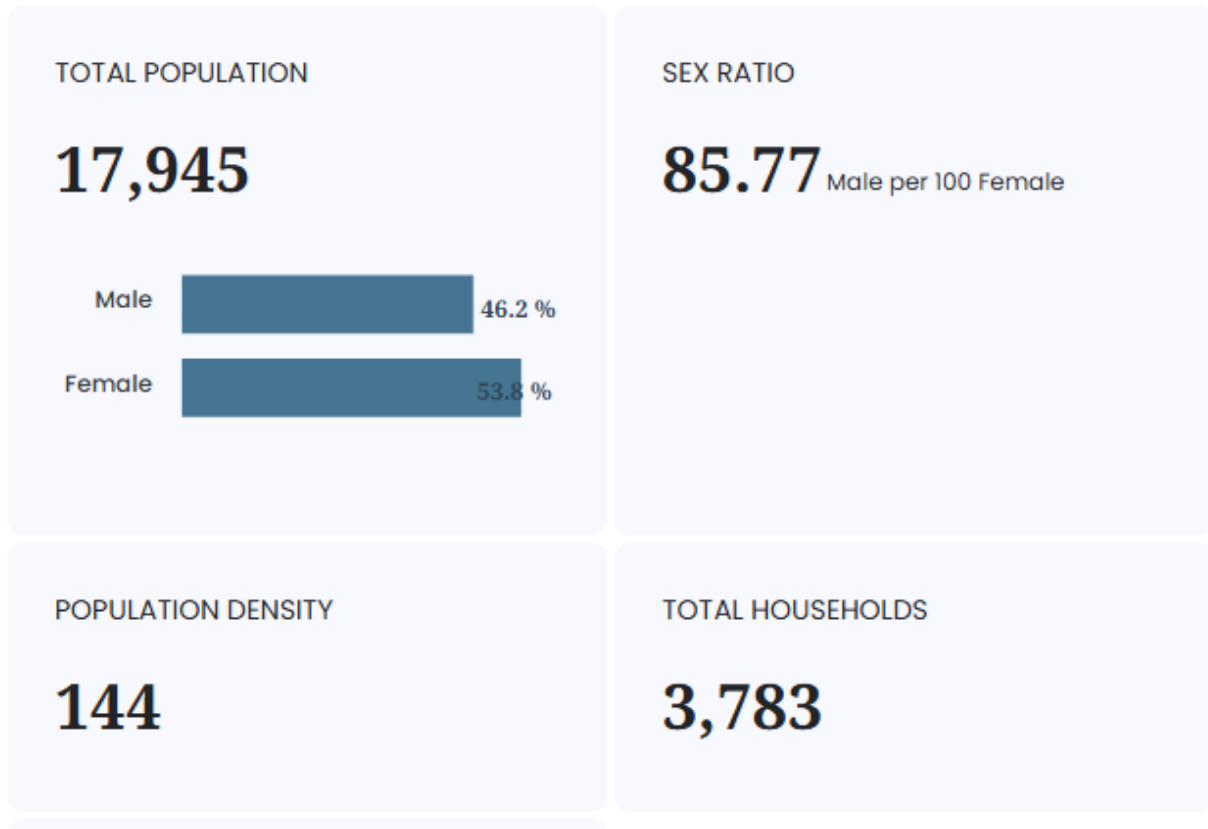 TOTAL POPULATION
17,945
Male 46.2 %
Female 53.8 %
SEX RATIO
85.77 Male per 100 Female
POPULATION DENSITY
144
TOTAL HOUSEHOLDS
3,783